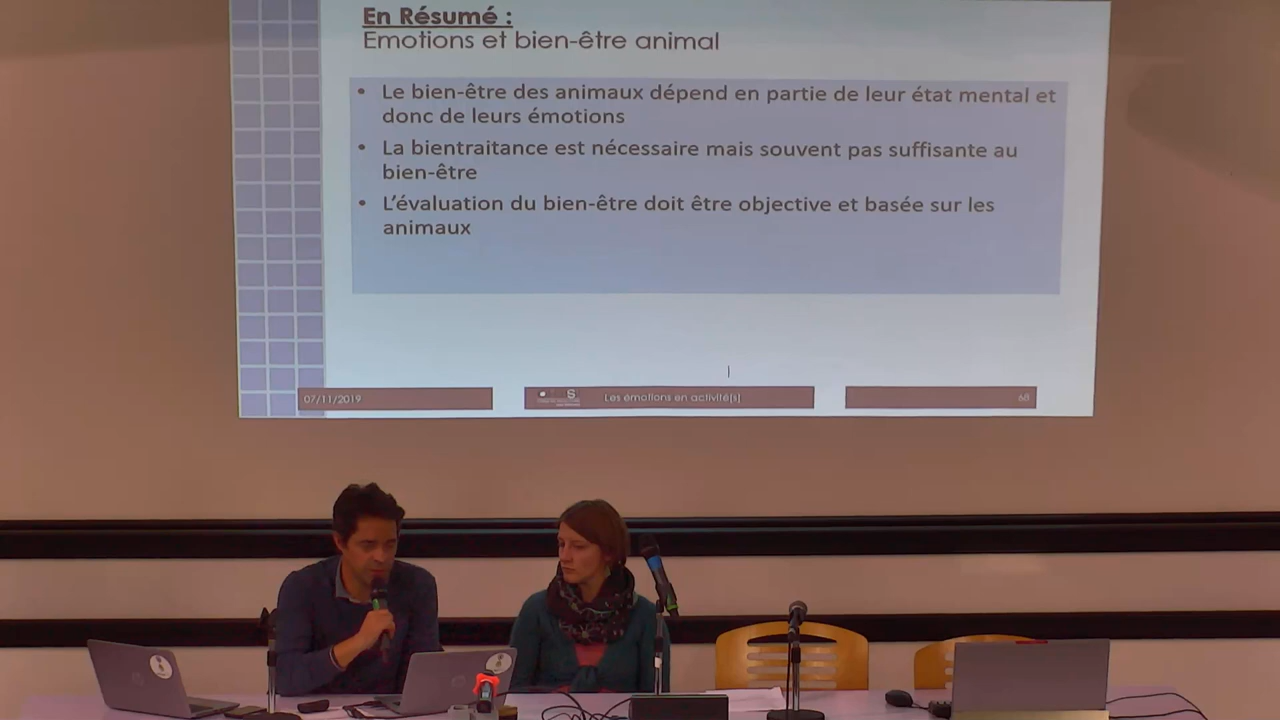 En Résumé :
Emotions et bien-être animal
• Le bien-être des animaux dépend en partie de leur état mental et
donc de leurs émotions
• La bientraitance est nécessaire mais souvent pas suffisante au
bien-être
• L'évaluation du bien-être doit être objective et basée sur les
animaux
07/11/2019
S
Les émotions en activité(s)
68